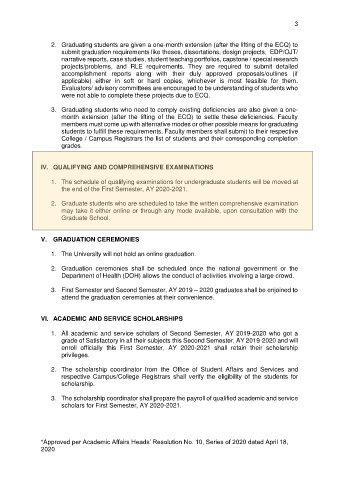 3
2. Graduating students are given a one-month extension (after the lifting of the ECQ) to
submit graduation requirements like theses, dissertations, design projects, EDP/OJT/
narrative reports, case studies, student teaching portfolios, capstone / special research
projects/problems, and RLE requirements. They are required to submit detailed
accomplishment reports along with their duly approved proposals/outlines (if
applicable) either in soft or hard copies, whichever is most feasible for them.
Evaluators/ advisory committees are encouraged to be understanding of students who
were not able to complete these projects due to ECQ.
3. Graduating students who need to comply existing deficiencies are also given a one-
month extension (after the lifting of the ECQ) to settle these deficiencies. Faculty
members must come up with alternative modes or other possible means for graduating
students to fulfill these requirements. Faculty members shall submit to their respective
College / Campus Registrars the list of students and their corresponding completion
grades.
IV. QUALIFYING AND COMPREHENSIVE EXAMINATIONS
1. The schedule of qualifying examinations for undergraduate students will be moved at
the end of the First Semester, AY 2020-2021.
2. Graduate students who are scheduled to take the written comprehensive examination
may take it either online or through any mode available, upon consultation with the
Graduate School.
V. GRADUATION CEREMONIES
1. The University will not hold an online graduation.
2. Graduation ceremonies shall be scheduled once the national government or the
Department of Health (DOH) allows the conduct of activities involving a large crowd.
3. First Semester and Second Semester, AY 2019 – 2020 graduates shall be enjoined to
attend the graduation ceremonies at their convenience.
VI. ACADEMIC AND SERVICE SCHOLARSHIPS
1. All academic and service scholars of Second Semester, AY 2019-2020 who got a
grade of Satisfactory in all their subjects this Second Semester, AY 2019-2020 and will
enroll officially this First Semester, AY 2020-2021 shall retain their scholarship
privileges.
2. The scholarship coordinator from the Office of Student Affairs and Services and
respective Campus/College Registrars shall verify the eligibility of the students for
scholarship.
3. The scholarship coordinator shall prepare the payroll of qualified academic and service
scholars for First Semester, AY 2020-2021.
*Approved per Academic Affairs Heads' Resolution No. 10, Series of 2020 dated April 18,
2020